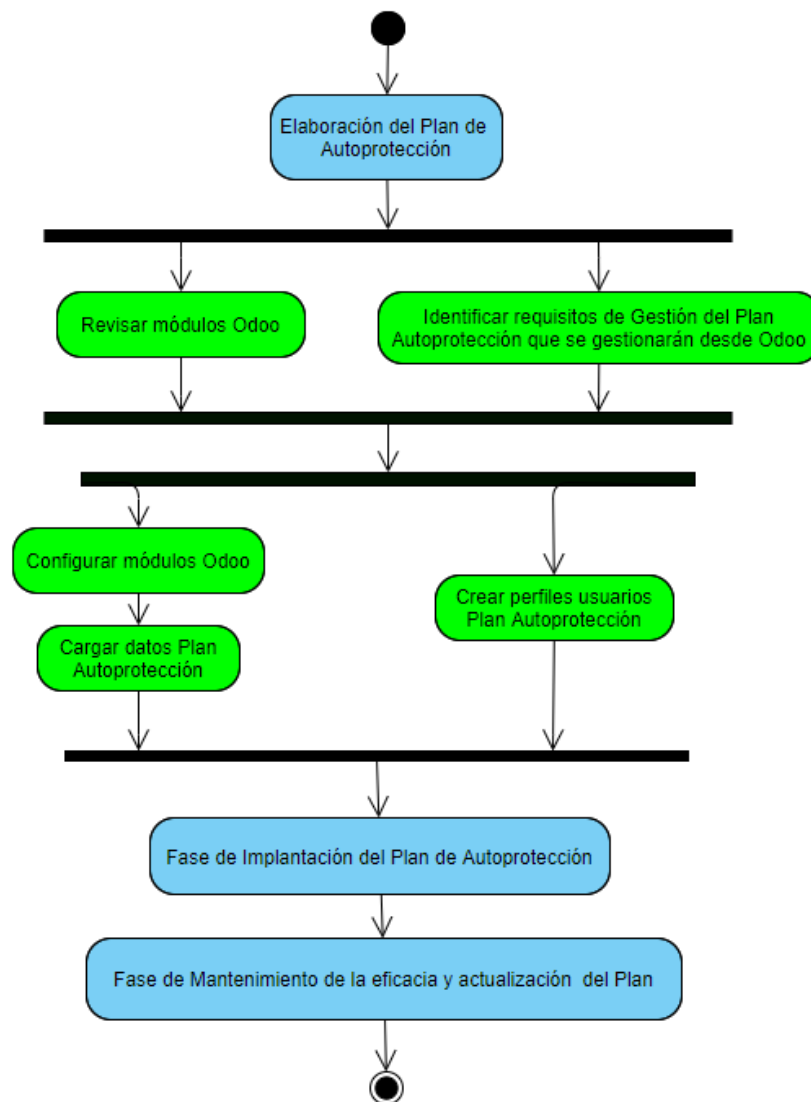 Elaboración del Plan de
Autoprotección
Revisar módulos Odoo
Identificar requisitos de Gestión del Plan
Autoprotección que se gestionarán desde Odoo
Configurar módulos Odoo
Cargar datos Plan
Autoprotección
Crear perfiles usuarios
Plan Autoprotección
Fase de Implantación del Plan de Autoprotección
Fase de Mantenimiento de la eficacia y actualización del Plan